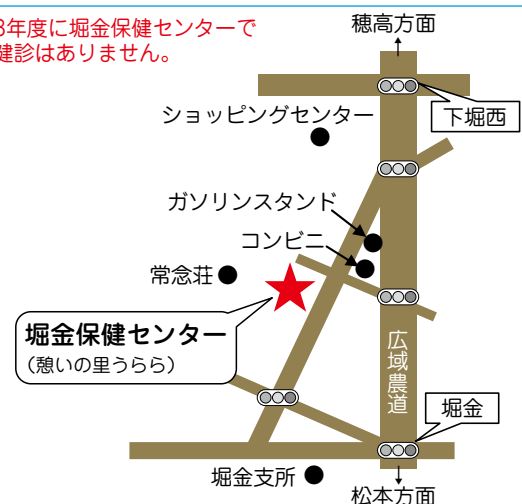 3年度に堀金保健センターで
健診はありません。
穂高方面
下堀西
ショッピングセンター
ガソリンスタンド
コンビニ
常念荘
堀金保健センター
(憩いの里うらら)
広域農道
堀金
堀金支所
松本方面